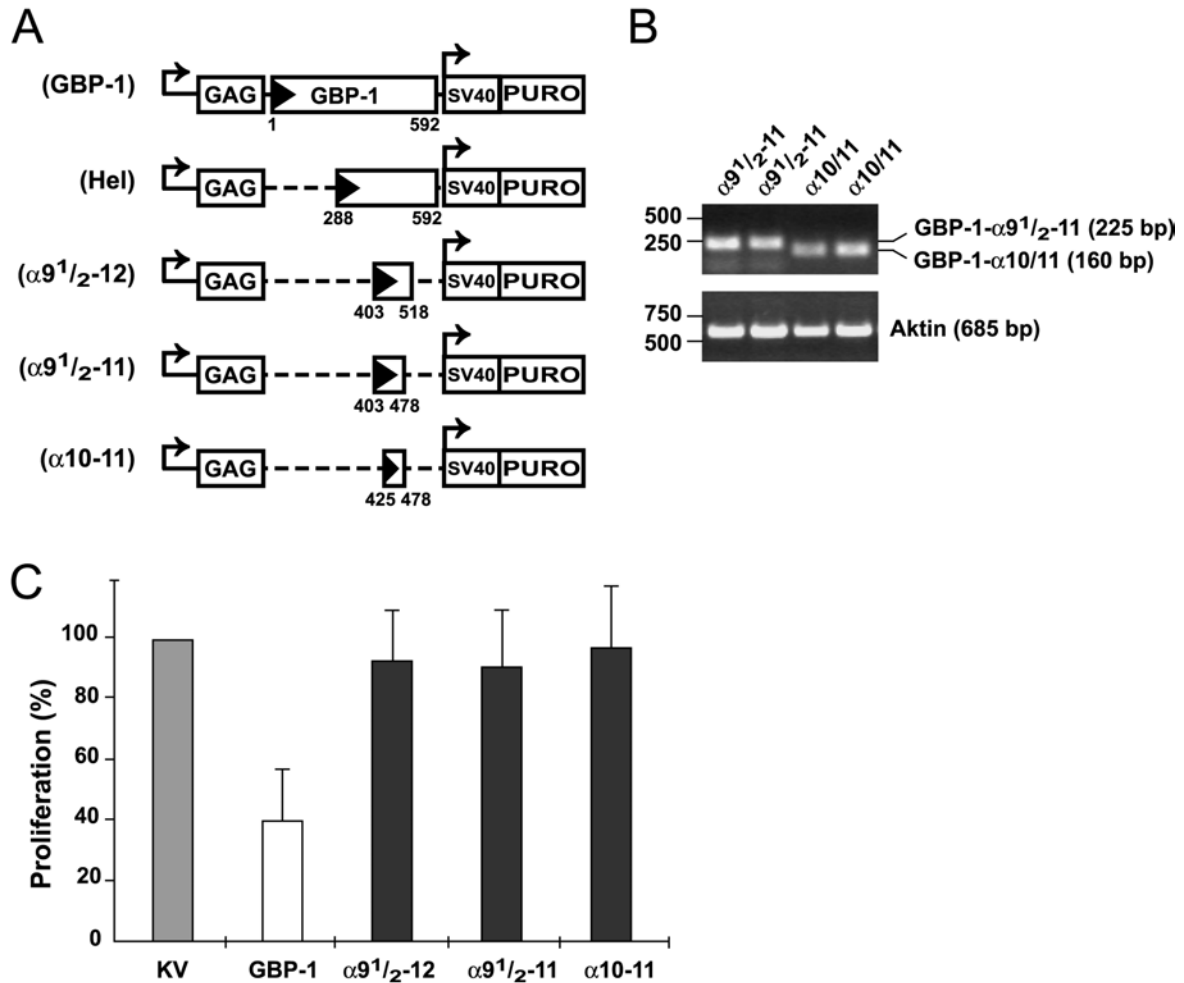 A
(GBP-1) GAG GBP-1 SV40 PURO
1 592
(Hel) GAG SV40 PURO
288 592
(α9¹/₂-12) GAG SV40 PURO
403 518
(α9¹/₂-11) GAG SV40 PURO
403 478
(α10-11) GAG SV40 PURO
425 478
B
α9¹/₂-11 α9¹/₂-11 α10/11 α10/11
500
250
GBP-1-α9¹/₂-11 (225 bp)
GBP-1-α10/11 (160 bp)
750
500
Aktin (685 bp)
C
Proliferation (%)
100
80
60
40
20
0
KV GBP-1 α9¹/₂-12 α9¹/₂-11 α10-11